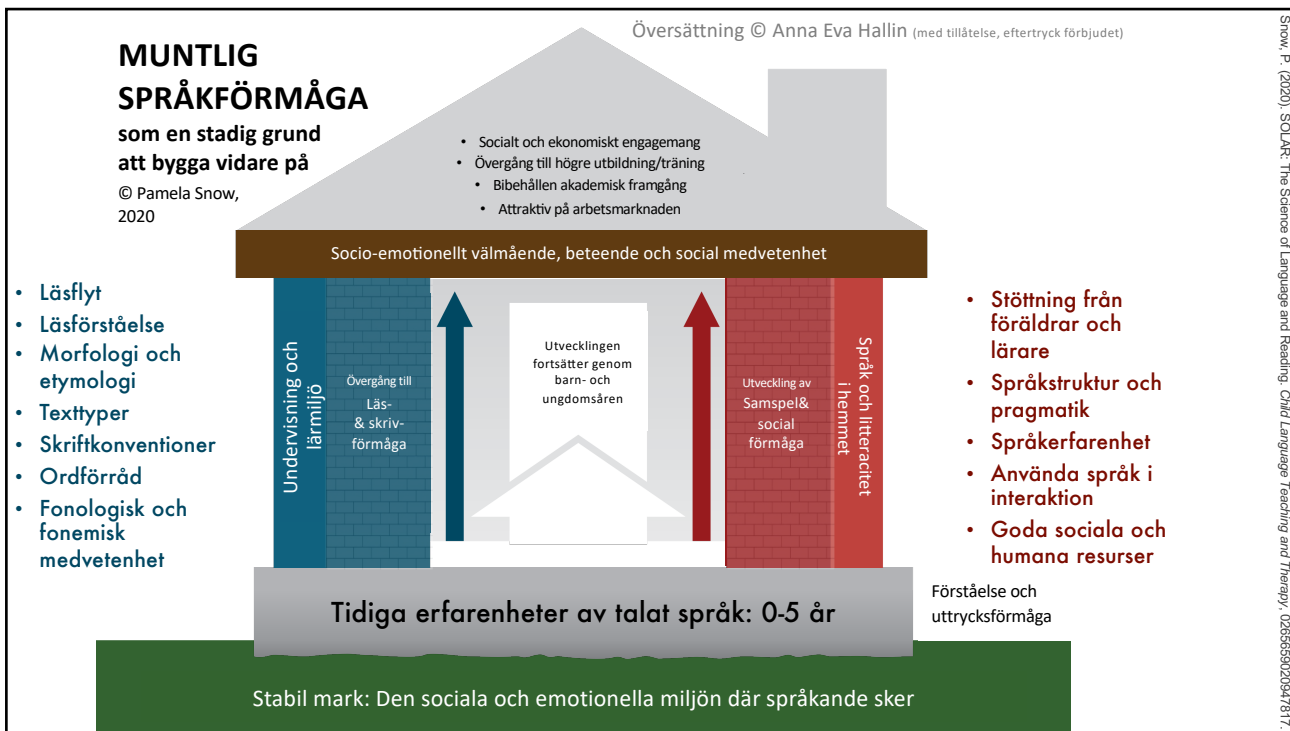 Översättning © Anna Eva Hallin (med tillåtelse, eftertryck förbjudet)
MUNTLIG
SPRÅKFÖRMÅGA
som en stadig grund
att bygga vidare på
© Pamela Snow,
2020
• Socialt och ekonomiskt engagemang
• Övergång till högre utbildning/träning
• Bibehållen akademisk framgång
• Attraktiv på arbetsmarknaden
Socio-emotionellt välmående, beteende och social medvetenhet
• Läsflyt
• Läsförståelse
• Morfologi och
etymologi
• Texttyper
• Skriftkonventioner
• Ordförråd
• Fonologisk och
fonemisk
medvetenhet
Undervisning och
lärmiljö
Övergång till
Läs-
& skriv-
förmåga
Utvecklingen
fortsätter genom
barn- och
ungdomsåren
Utveckling av
Samspel&
social
förmåga
Språk och litteracitet
i hemmet
• Stöttning från
föräldrar och
lärare
• Språkstruktur och
pragmatik
• Språkerfarenhet
• Använda språk i
interaktion
• Goda sociala och
humana resurser
Tidiga erfarenheter av talat språk: 0-5 år
Förståelse och
uttrycksförmåga
Stabil mark: Den sociala och emotionella miljön där språkande sker
Snow, P. (2020). SOLAR: The Science of Language and Reading. Child Language Teaching and Therapy, 0265659020947817.